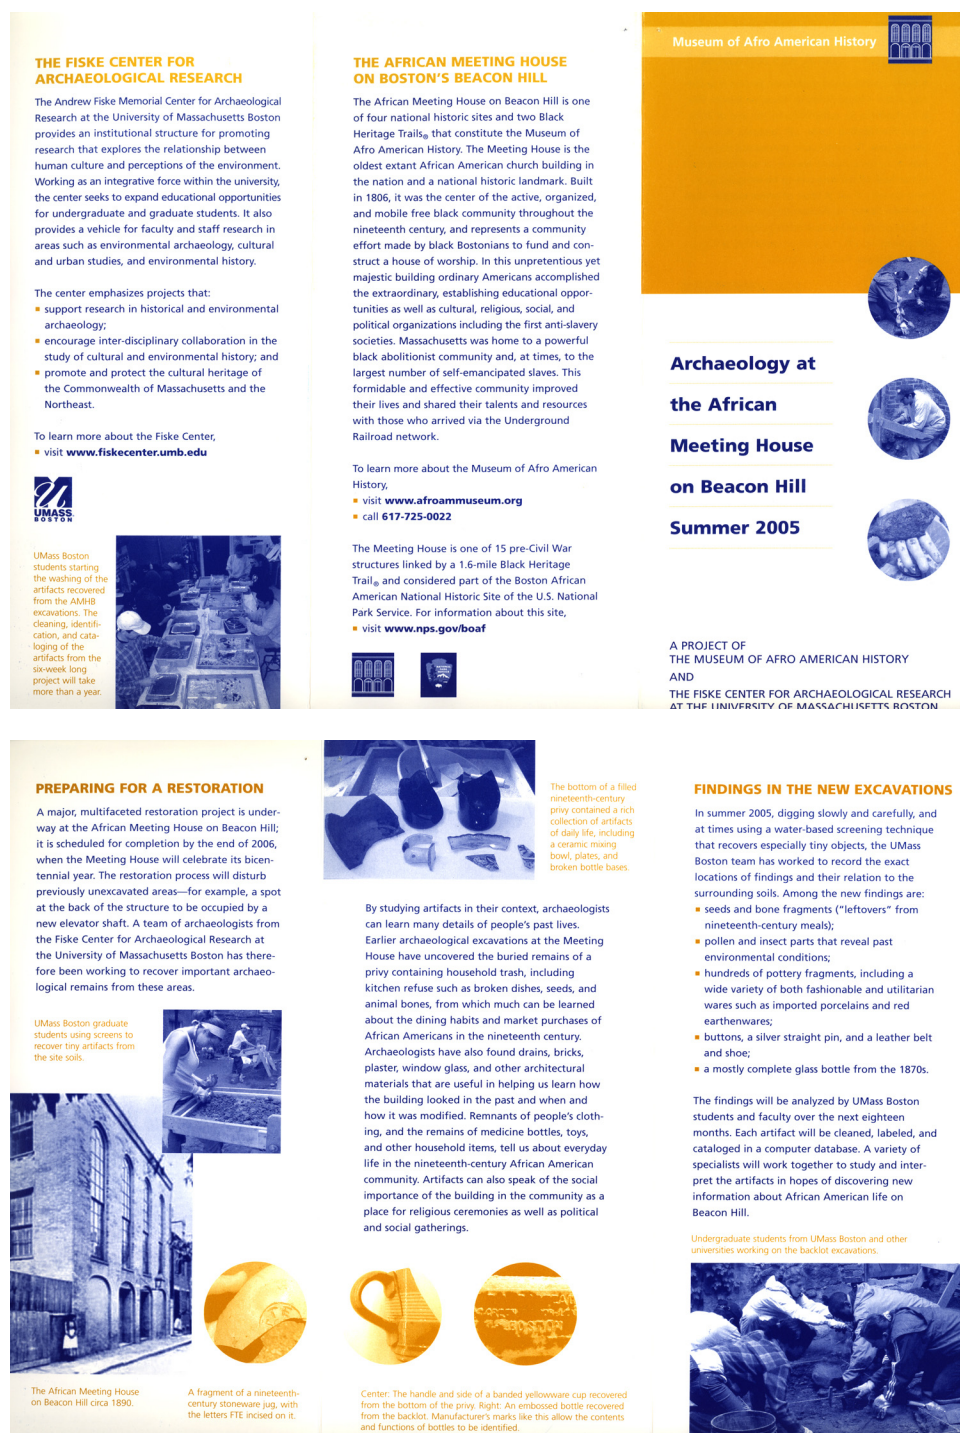 THE FISKE CENTER FOR
ARCHAEOLOGICAL RESEARCH
The Andrew Fiske Memorial Center for Archaeological
Research at the University of Massachusetts Boston
provides an institutional structure for promoting
research that explores the relationship between
human culture and perceptions of the environment.
Working as an integrative force within the university,
the center seeks to expand educational opportunities
for undergraduate and graduate students. It also
provides a vehicle for faculty and staff research in
areas such as environmental archaeology, cultural
and urban studies, and environmental history.
The center emphasizes projects that:
▪ support research in historical and environmental
archaeology;
▪ encourage inter-disciplinary collaboration in the
study of cultural and environmental history; and
▪ promote and protect the cultural heritage of
the Commonwealth of Massachusetts and the
Northeast.
To learn more about the Fiske Center,
▪ visit www.fiskecenter.umb.edu
UMASS
BOSTON
UMass Boston
students starting
the washing of the
artifacts recovered
from the AMHB
excavations. The
cleaning, identifi-
cation, and cata-
loging of the
artifacts from the
six-week long
project will take
more than a year.
THE AFRICAN MEETING HOUSE
ON BOSTON'S BEACON HILL
The African Meeting House on Beacon Hill is one
of four national historic sites and two Black
Heritage Trails® that constitute the Museum of
Afro American History. The Meeting House is the
oldest extant African American church building in
the nation and a national historic landmark. Built
in 1806, it was the center of the active, organized,
and mobile free black community throughout the
nineteenth century, and represents a community
effort made by black Bostonians to fund and con-
struct a house of worship. In this unpretentious yet
majestic building ordinary Americans accomplished
the extraordinary, establishing educational oppor-
tunities as well as cultural, religious, social, and
political organizations including the first anti-slavery
societies. Massachusetts was home to a powerful
black abolitionist community and, at times, to the
largest number of self-emancipated slaves. This
formidable and effective community improved
their lives and shared their talents and resources
with those who arrived via the Underground
Railroad network.
To learn more about the Museum of Afro American
History,
▪ visit www.afroammuseum.org
▪ call 617-725-0022
The Meeting House is one of 15 pre-Civil War
structures linked by a 1.6-mile Black Heritage
Trail® and considered part of the Boston African
American National Historic Site of the U.S. National
Park Service. For information about this site,
▪ visit www.nps.gov/boaf
Museum of Afro American History
Archaeology at
the African
Meeting House
on Beacon Hill
Summer 2005
A PROJECT OF
THE MUSEUM OF AFRO AMERICAN HISTORY
AND
THE FISKE CENTER FOR ARCHAEOLOGICAL RESEARCH
AT THE UNIVERSITY OF MASSACHUSETTS BOSTON
PREPARING FOR A RESTORATION
A major, multifaceted restoration project is under-
way at the African Meeting House on Beacon Hill;
it is scheduled for completion by the end of 2006,
when the Meeting House will celebrate its bicen-
tennial year. The restoration process will disturb
previously unexcavated areas—for example, a spot
at the back of the structure to be occupied by a
new elevator shaft. A team of archaeologists from
the Fiske Center for Archaeological Research at
the University of Massachusetts Boston has there-
fore been working to recover important archaeo-
logical remains from these areas.
UMass Boston graduate
students using screens to
recover tiny artifacts from
the site soils.
The African Meeting House
on Beacon Hill circa 1890.
A fragment of a nineteenth-
century stoneware jug, with
the letters FTE incised on it.
The bottom of a filled
nineteenth-century
privy contained a rich
collection of artifacts
of daily life, including
a ceramic mixing
bowl, plates, and
broken bottle bases.
By studying artifacts in their context, archaeologists
can learn many details of people's past lives.
Earlier archaeological excavations at the Meeting
House have uncovered the buried remains of a
privy containing household trash, including
kitchen refuse such as broken dishes, seeds, and
animal bones, from which much can be learned
about the dining habits and market purchases of
African Americans in the nineteenth century.
Archaeologists have also found drains, bricks,
plaster, window glass, and other architectural
materials that are useful in helping us learn how
the building looked in the past and when and
how it was modified. Remnants of people's cloth-
ing, and the remains of medicine bottles, toys,
and other household items, tell us about everyday
life in the nineteenth-century African American
community. Artifacts can also speak of the social
importance of the building in the community as a
place for religious ceremonies as well as political
and social gatherings.
Center: The handle and side of a banded yellowware cup recovered
from the bottom of the privy. Right: An embossed bottle recovered
from the backlot. Manufacturer's marks like this allow the contents
and functions of bottles to be identified.
FINDINGS IN THE NEW EXCAVATIONS
In summer 2005, digging slowly and carefully, and
at times using a water-based screening technique
that recovers especially tiny objects, the UMass
Boston team has worked to record the exact
locations of findings and their relation to the
surrounding soils. Among the new findings are:
▪ seeds and bone fragments ("leftovers" from
nineteenth-century meals);
▪ pollen and insect parts that reveal past
environmental conditions;
▪ hundreds of pottery fragments, including a
wide variety of both fashionable and utilitarian
wares such as imported porcelains and red
earthenwares;
▪ buttons, a silver straight pin, and a leather belt
and shoe;
▪ a mostly complete glass bottle from the 1870s.
The findings will be analyzed by UMass Boston
students and faculty over the next eighteen
months. Each artifact will be cleaned, labeled, and
cataloged in a computer database. A variety of
specialists will work together to study and inter-
pret the artifacts in hopes of discovering new
information about African American life on
Beacon Hill.
Undergraduate students from UMass Boston and other
universities working on the backlot excavations.